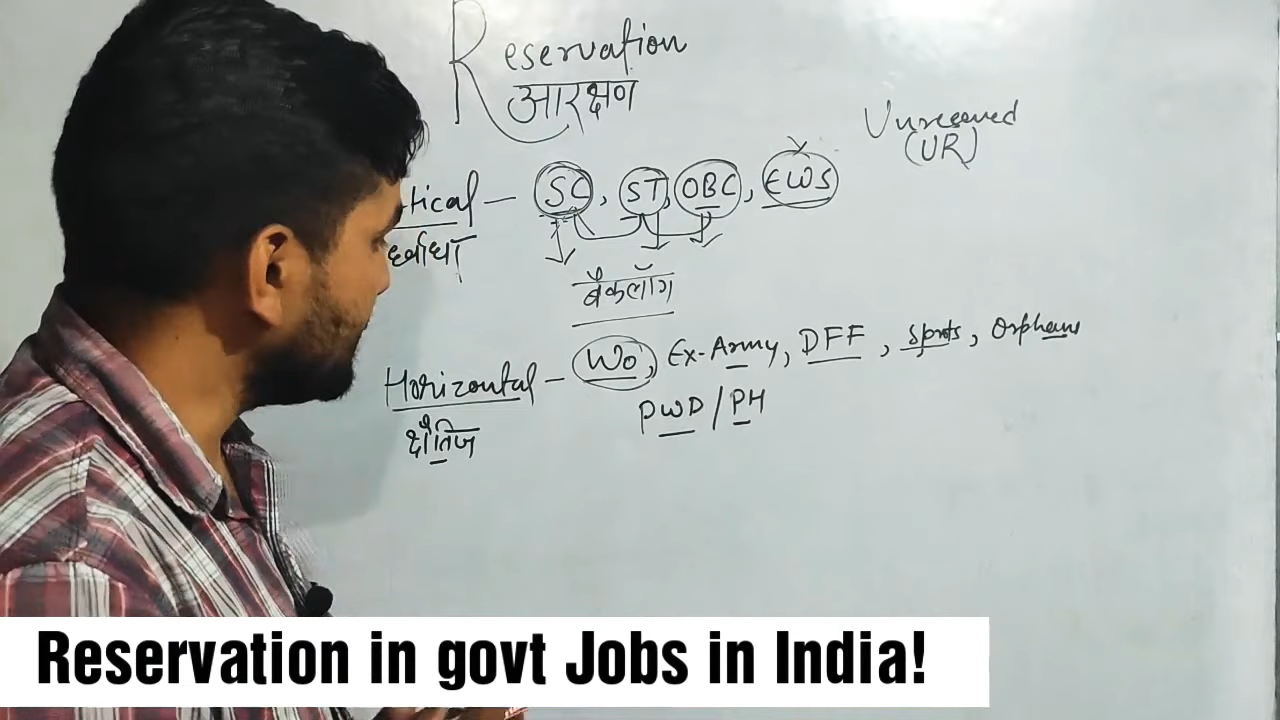 Reservation
आरक्षण
Unreserved
(UR)
tical – SC, ST, OBC, EWS
बैकलॉग
Horizontal – Wo, Ex-Army, DFF, Sports, Orphans
क्षैतिज
PWD / PH
Reservation in govt Jobs in India!